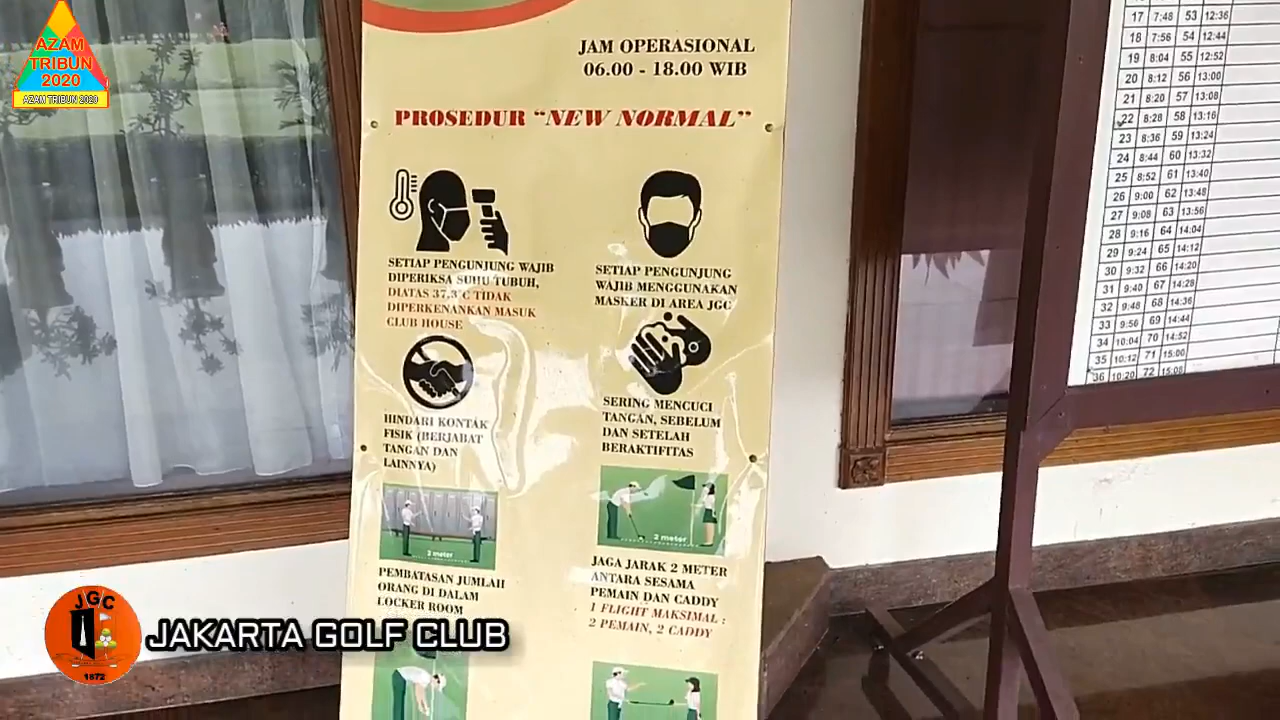 AZAM
TRIBUN
2020
AZAM TRIBUN 2020
JAM OPERASIONAL
06.00 - 18.00 WIB
PROSEDUR "NEW NORMAL"
SETIAP PENGUNJUNG WAJIB
DIPERIKSA SUHU TUBUH,
DIATAS 37,3°C TIDAK
DIPERKENANKAN MASUK
CLUB HOUSE
SETIAP PENGUNJUNG
WAJIB MENGGUNAKAN
MASKER DI AREA JGC
HINDARI KONTAK
FISIK (BERJABAT
TANGAN DAN
LAINNYA)
SERING MENCUCI
TANGAN, SEBELUM
DAN SETELAH
BERAKTIFITAS
2 meter
PEMBATASAN JUMLAH
ORANG DI DALAM
LOCKER ROOM
2 meter
JAGA JARAK 2 METER
ANTARA SESAMA
PEMAIN DAN CADDY
1 FLIGHT MAKSIMAL :
2 PEMAIN, 2 CADDY
17 7:48 53 12:36
18 7:56 54 12:44
19 8:04 55 12:52
20 8:12 56 13:00
21 8:20 57 13:08
22 8:28 58 13:16
23 8:36 59 13:24
24 8:44 60 13:32
25 8:52 61 13:40
26 9:00 62 13:48
27 9:08 63 13:56
28 9:16 64 14:04
29 9:24 65 14:12
30 9:32 66 14:20
31 9:40 67 14:28
32 9:48 68 14:36
33 9:50 69 14:44
34 10:04 70 14:52
35 10:12 71 15:00
36 10:20 72 15:08
JGC
1872
JAKARTA GOLF CLUB